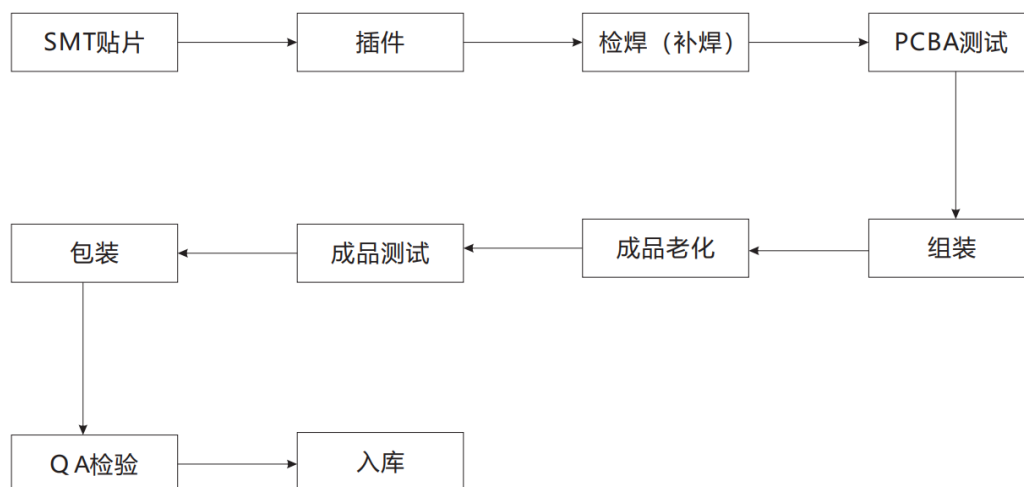 SMT贴片
插件
检焊（补焊）
PCBA测试
组装
成品老化
成品测试
包装
QA检验
入库